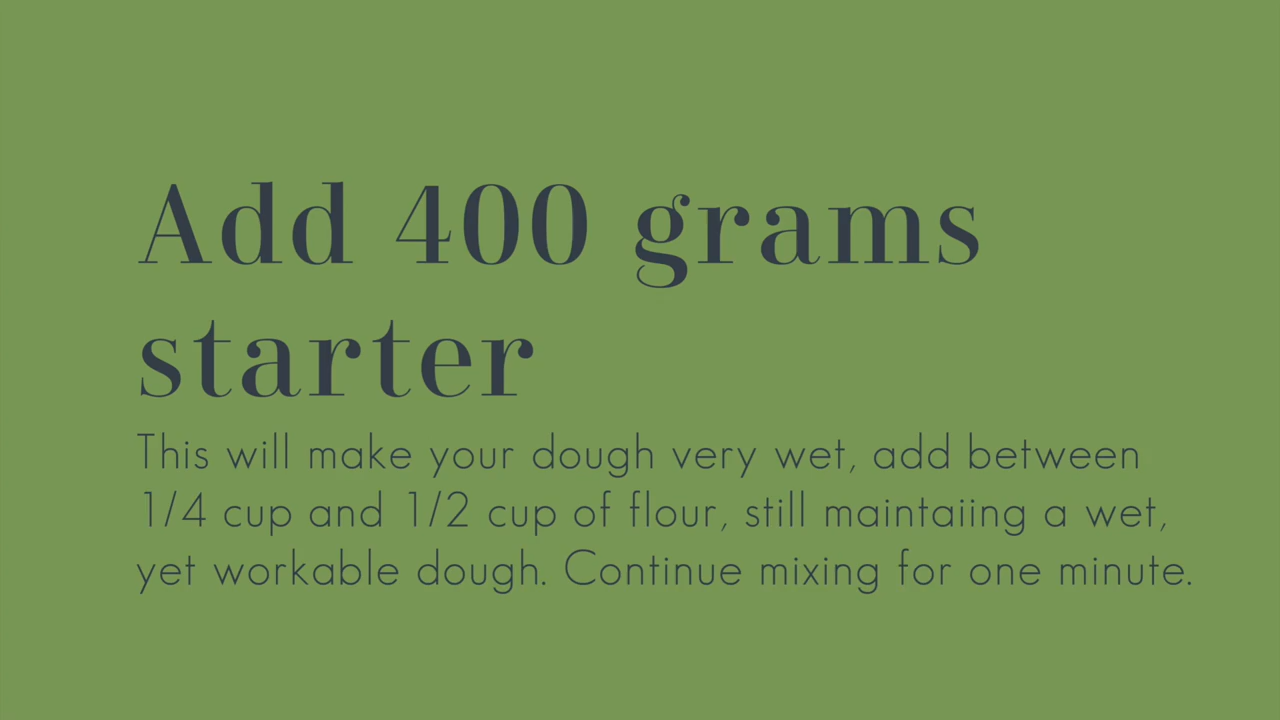 Add 400 grams
starter
This will make your dough very wet, add between
1/4 cup and 1/2 cup of flour, still maintaiing a wet,
yet workable dough. Continue mixing for one minute.